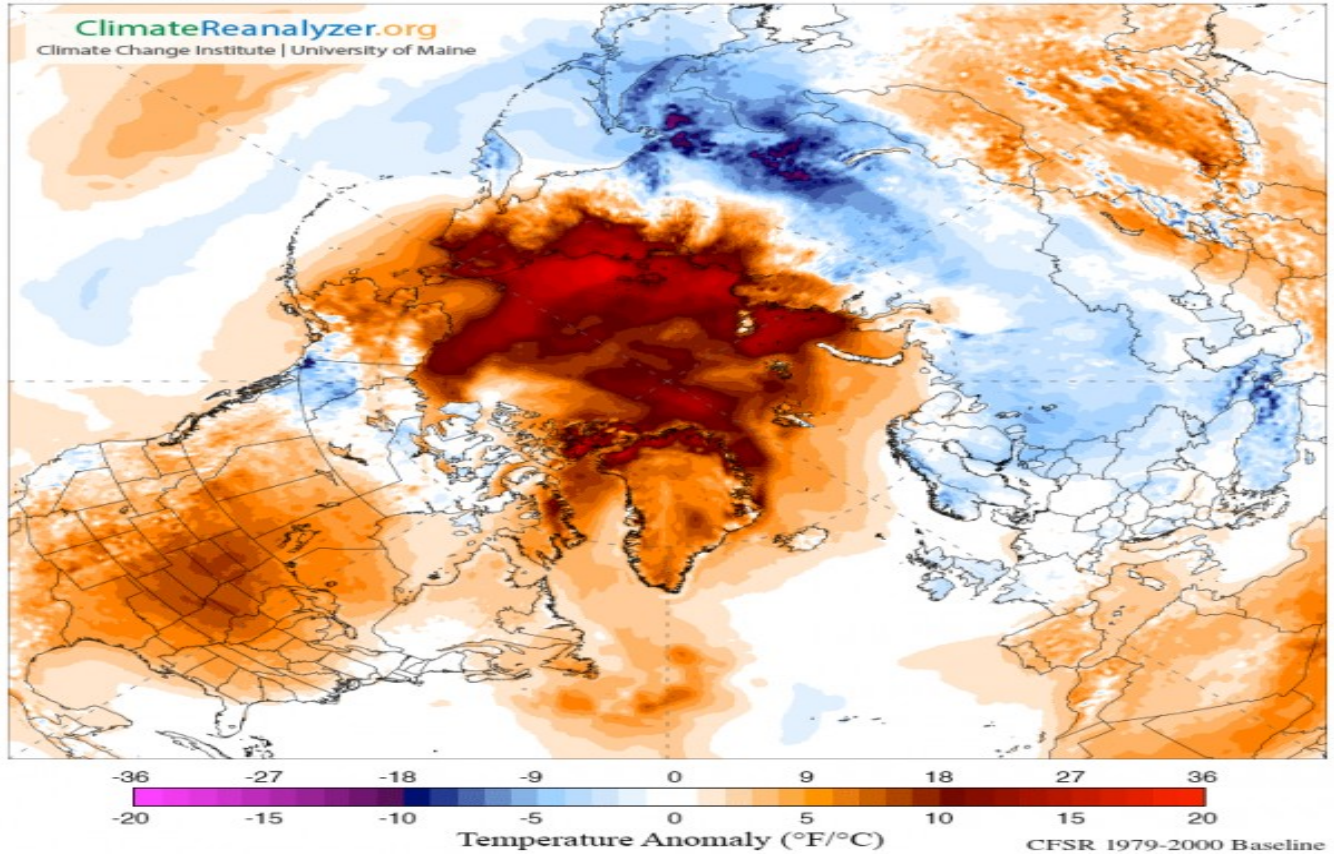 ClimateReanalyzer.org
Climate Change Institute | University of Maine
-36 -27 -18 -9 0 9 18 27 36
-20 -15 -10 -5 0 5 10 15 20
Temperature Anomaly (°F/°C)
CFSR 1979-2000 Baseline